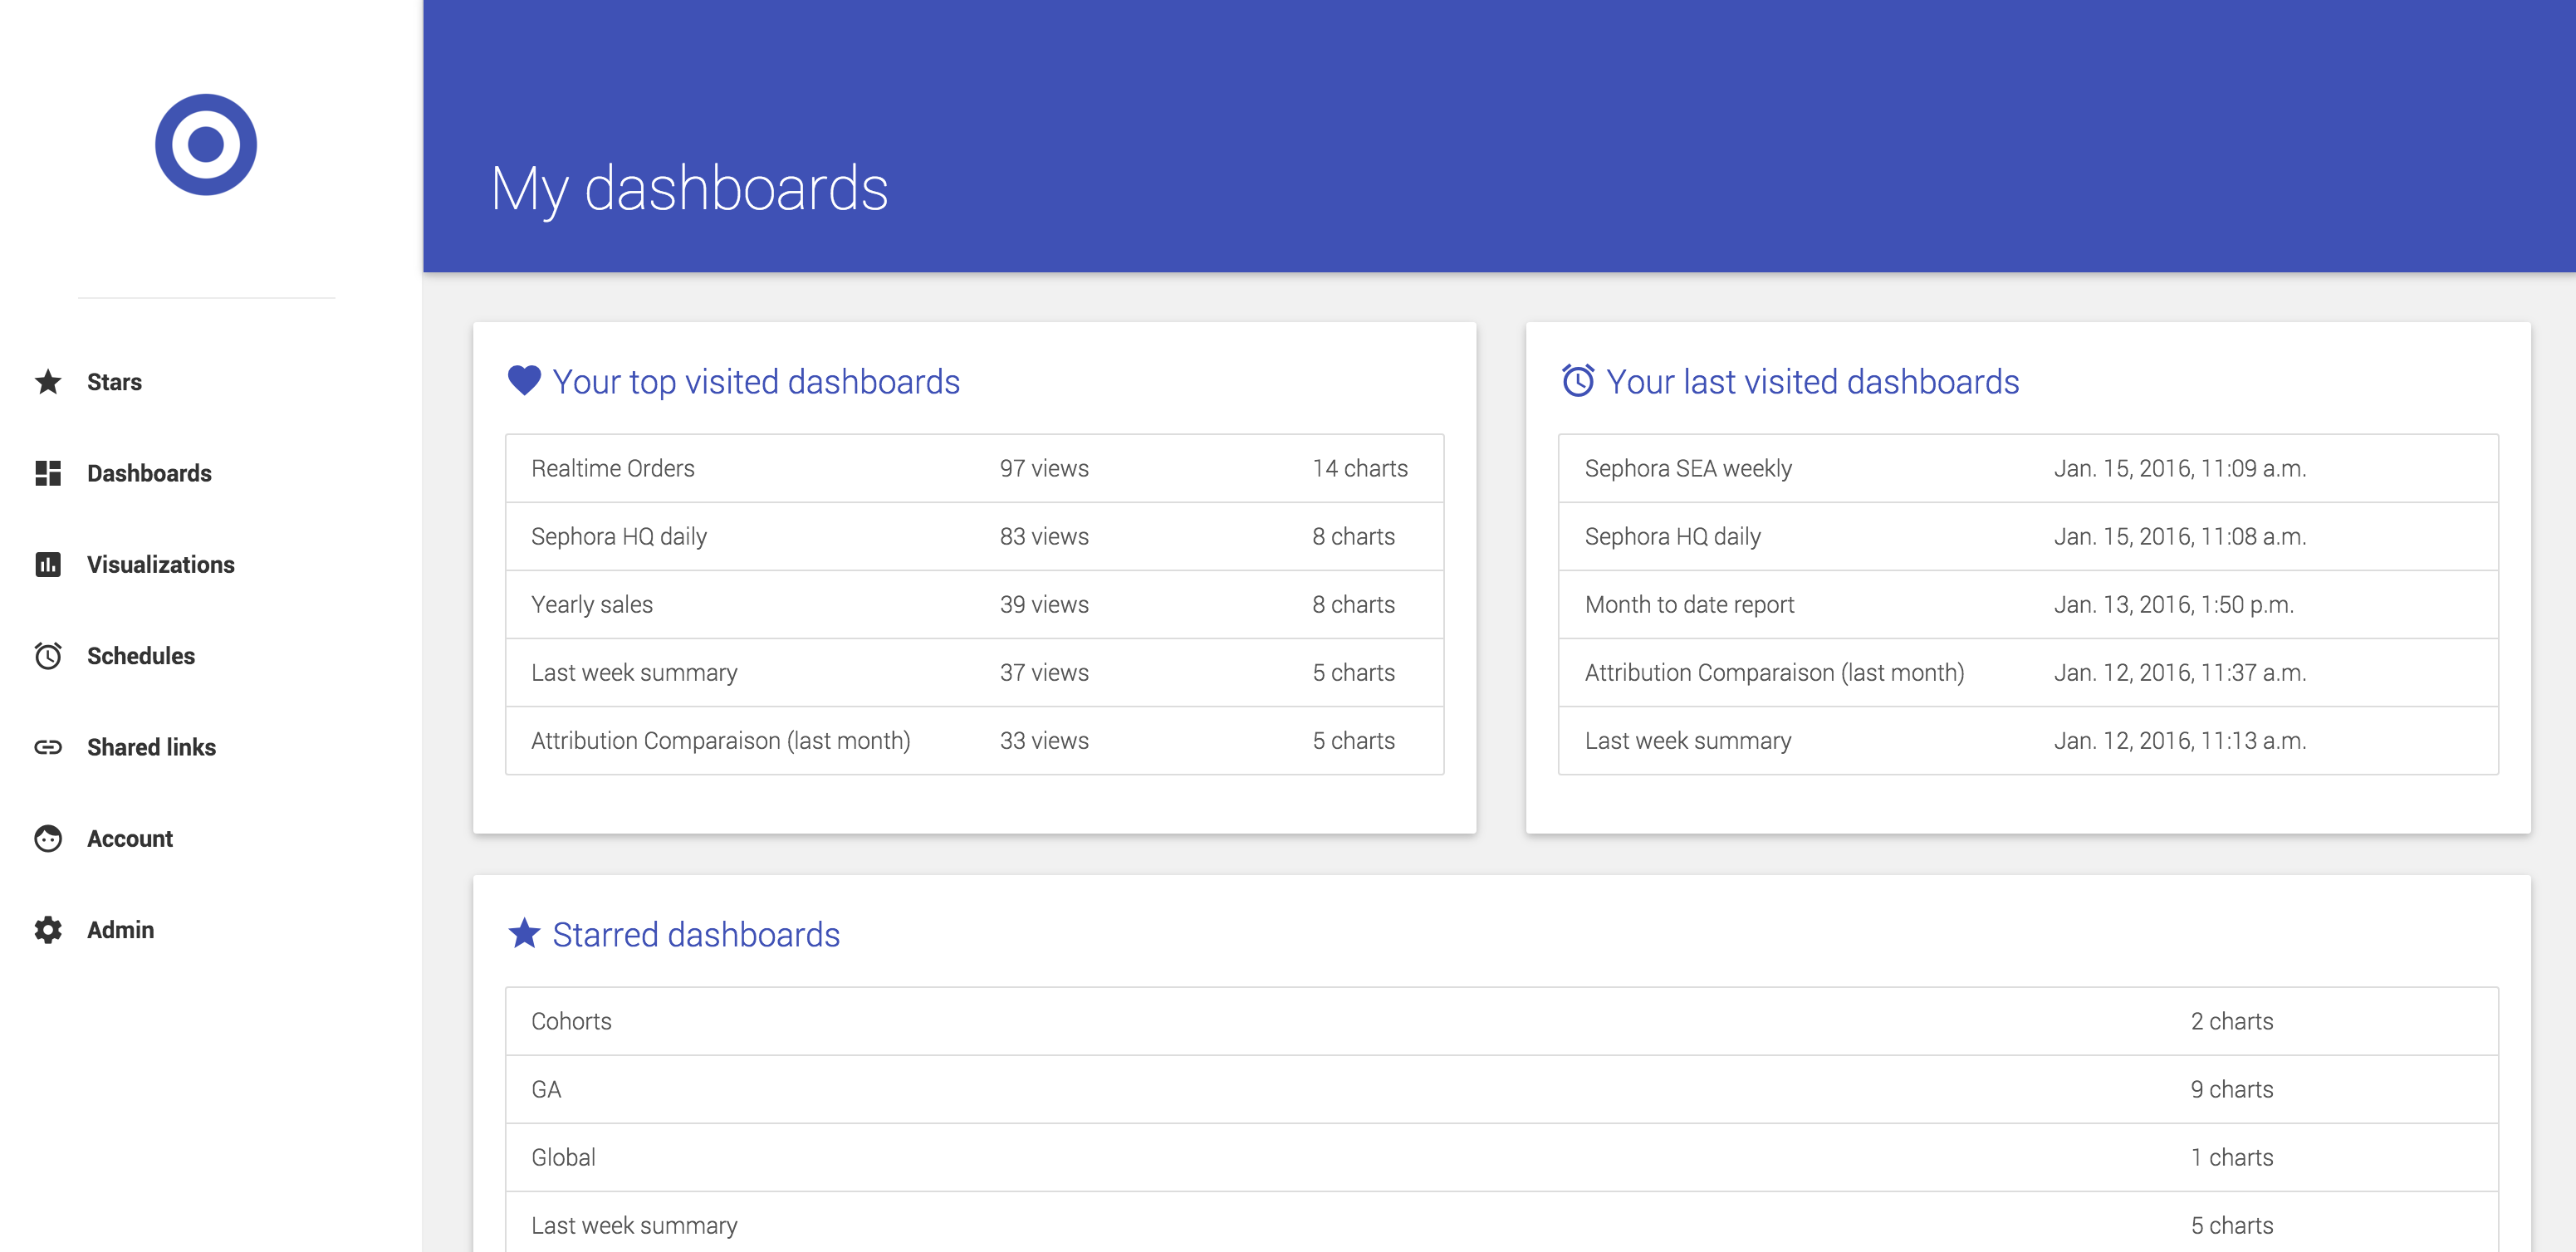 My dashboards
Stars
Dashboards
Visualizations
Schedules
Shared links
Account
Admin
Your top visited dashboards
Realtime Orders 97 views 14 charts
Sephora HQ daily 83 views 8 charts
Yearly sales 39 views 8 charts
Last week summary 37 views 5 charts
Attribution Comparaison (last month) 33 views 5 charts
Your last visited dashboards
Sephora SEA weekly Jan. 15, 2016, 11:09 a.m.
Sephora HQ daily Jan. 15, 2016, 11:08 a.m.
Month to date report Jan. 13, 2016, 1:50 p.m.
Attribution Comparaison (last month) Jan. 12, 2016, 11:37 a.m.
Last week summary Jan. 12, 2016, 11:13 a.m.
Starred dashboards
Cohorts 2 charts
GA 9 charts
Global 1 charts
Last week summary 5 charts